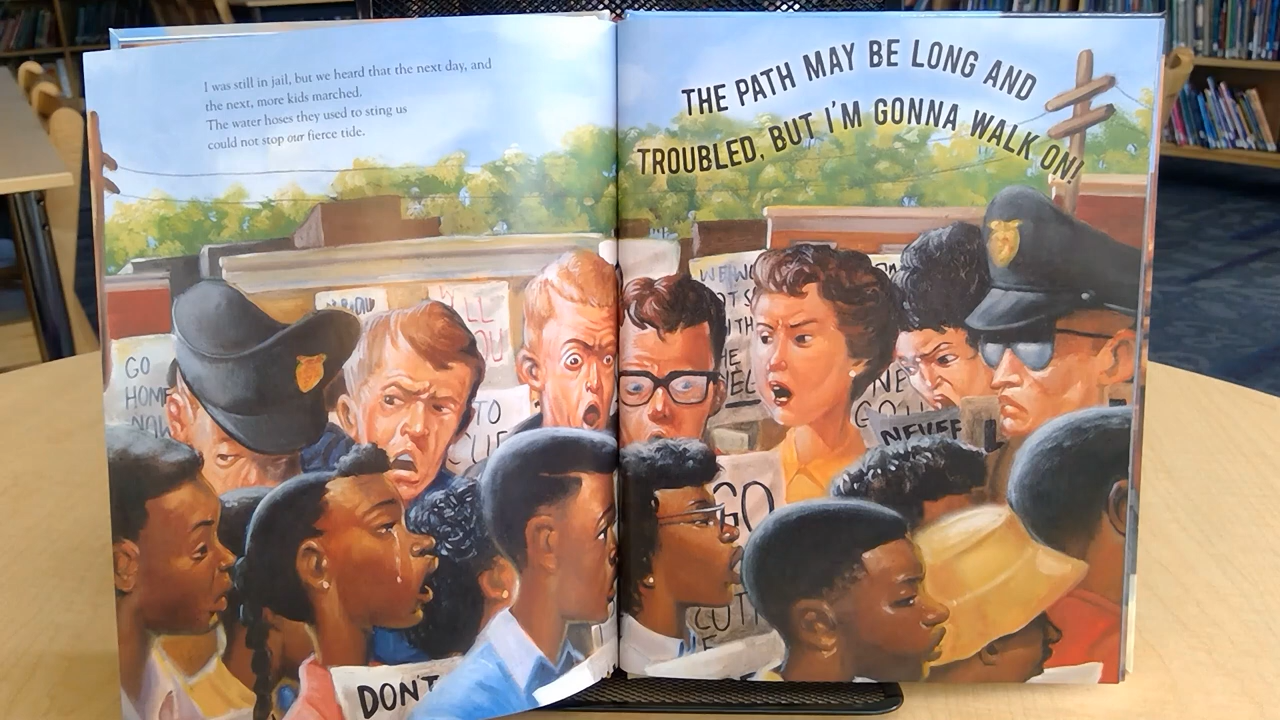 I was still in jail, but we heard that the next day, and
the next, more kids marched.
The water hoses they used to sting us
could not stop our fierce tide.
THE PATH MAY BE LONG AND
TROUBLED, BUT I'M GONNA WALK ON!
GO
HOME
NOW
TO
GO
NEVER
DON'T